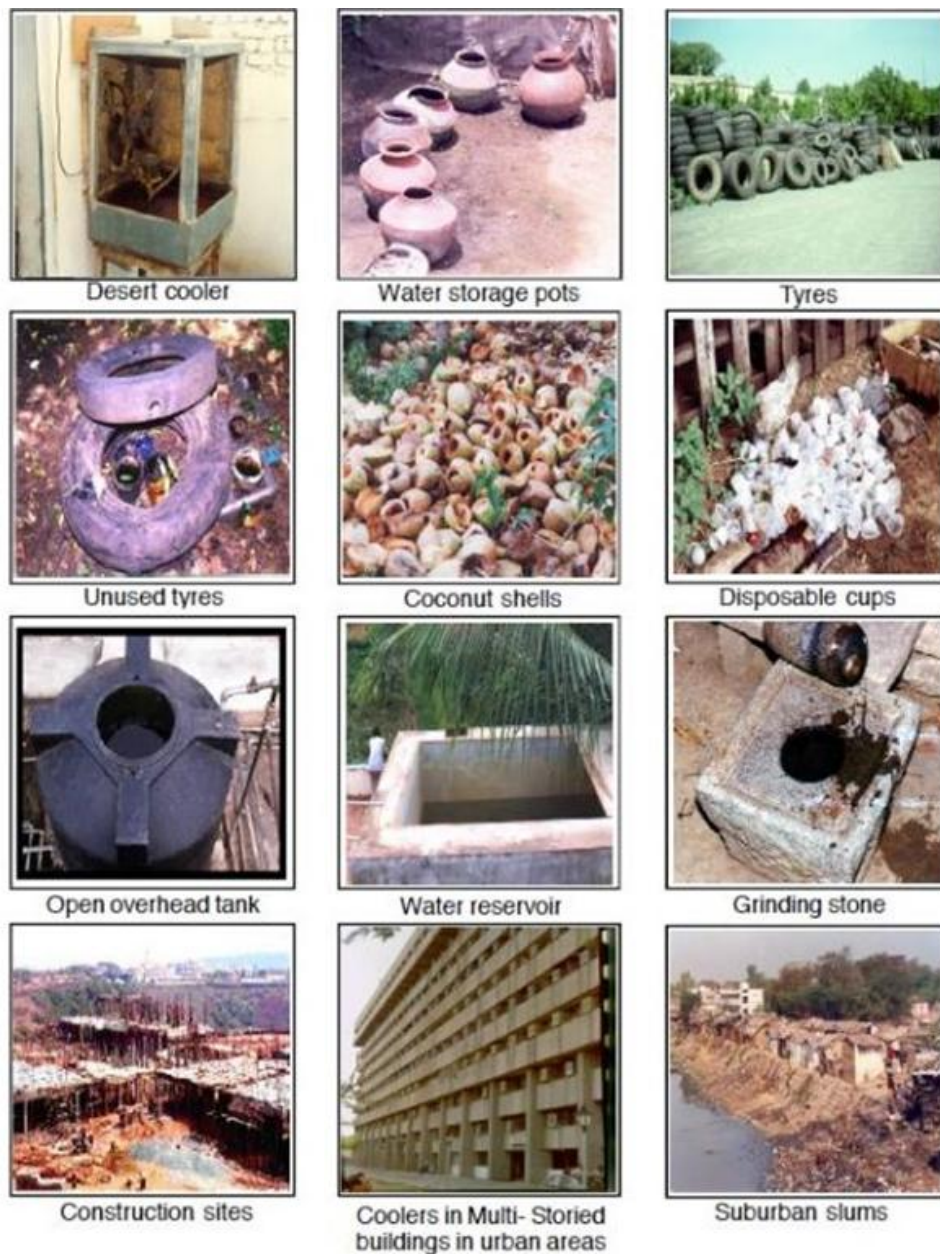 Desert cooler
Water storage pots
Tyres
Unused tyres
Coconut shells
Disposable cups
Open overhead tank
Water reservoir
Grinding stone
Construction sites
Coolers in Multi- Storied
buildings in urban areas
Suburban slums